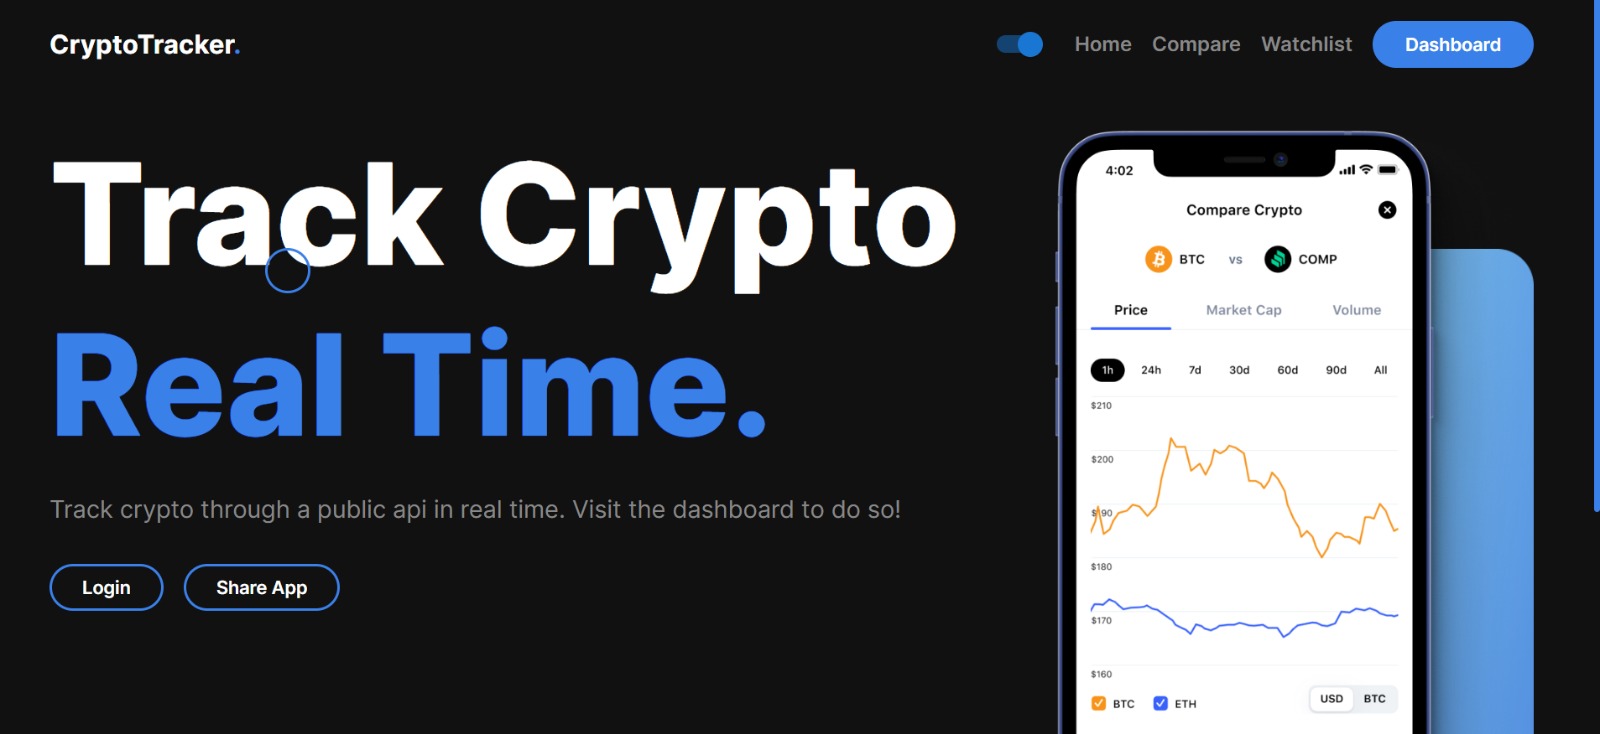 CryptoTracker.
Home Compare Watchlist Dashboard
Track Crypto
Real Time.
Track crypto through a public api in real time. Visit the dashboard to do so!
Login Share App
4:02
Compare Crypto
BTC vs COMP
Price Market Cap Volume
1h 24h 7d 30d 60d 90d All
$210
$200
$190
$180
$170
$160
BTC ETH USD BTC